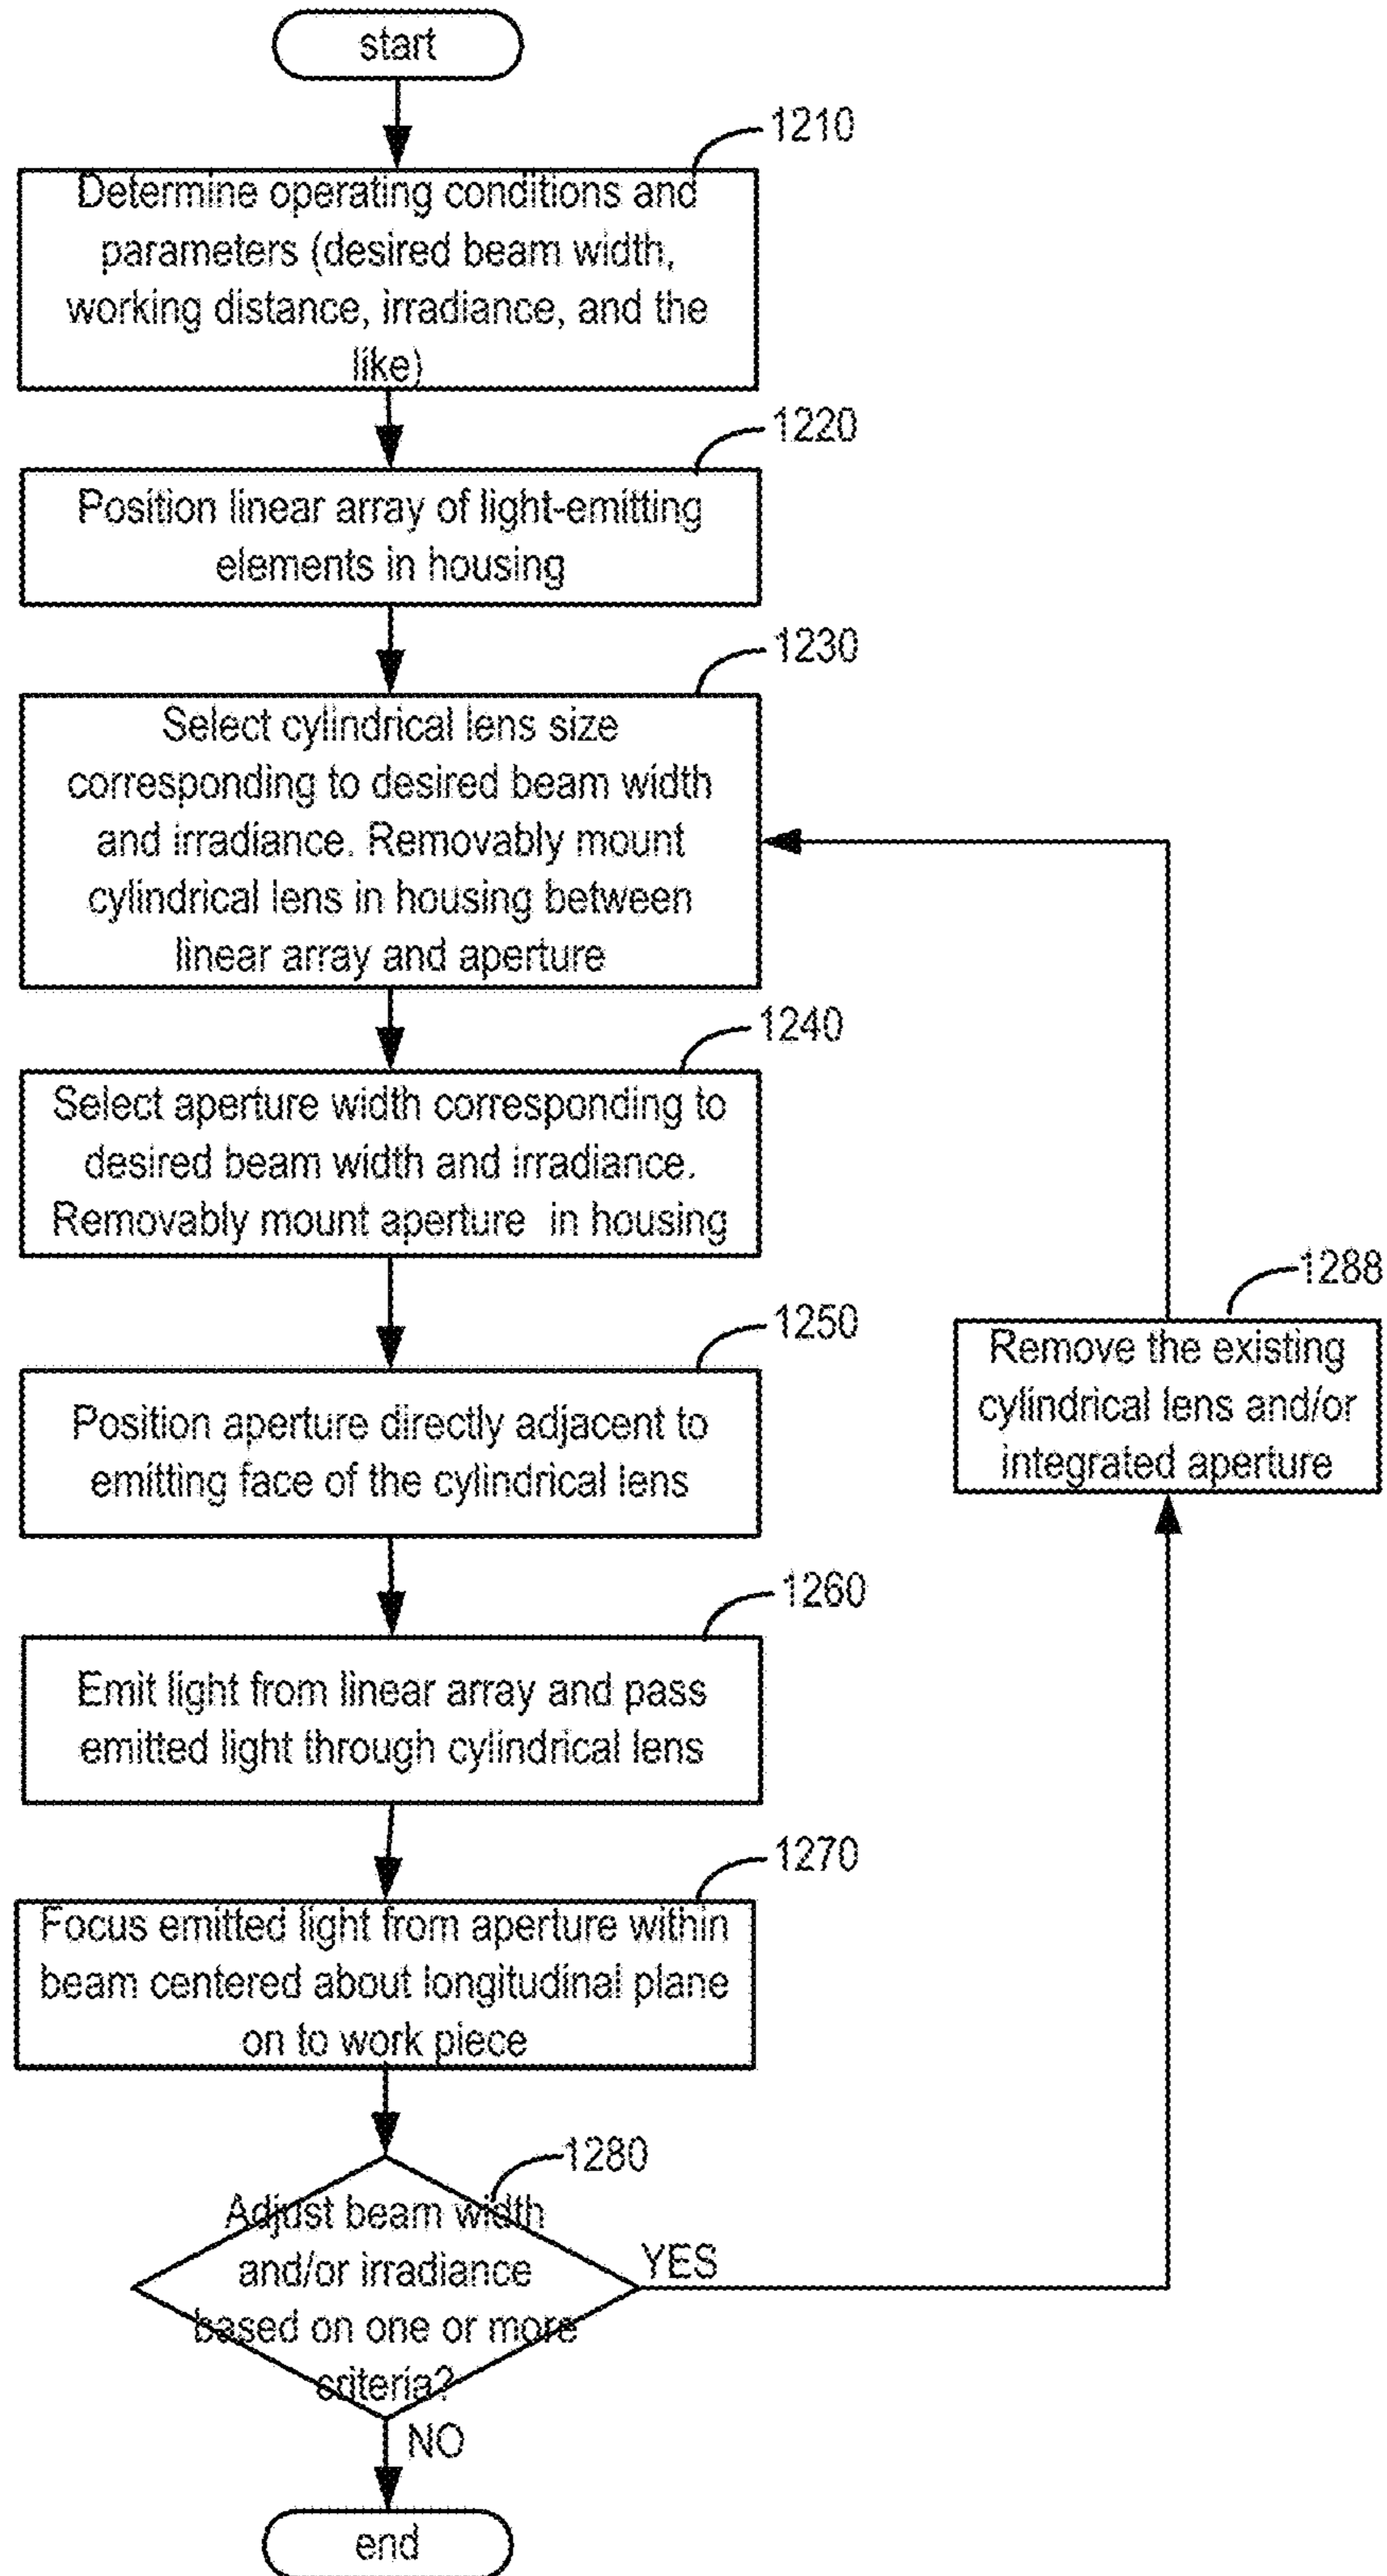 start
1210
Determine operating conditions and
parameters (desired beam width,
working distance, irradiance, and the
like)
1220
Position linear array of light-emitting
elements in housing
1230
Select cylindrical lens size
corresponding to desired beam width
and irradiance. Removably mount
cylindrical lens in housing between
linear array and aperture
1240
Select aperture width corresponding to
desired beam width and irradiance.
Removably mount aperture in housing
1250
Position aperture directly adjacent to
emitting face of the cylindrical lens
1288
Remove the existing
cylindrical lens and/or
integrated aperture
1260
Emit light from linear array and pass
emitted light through cylindrical lens
1270
Focus emitted light from aperture within
beam centered about longitudinal plane
on to work piece
1280
Adjust beam width
and/or irradiance
based on one or more
criteria?
YES
NO
end